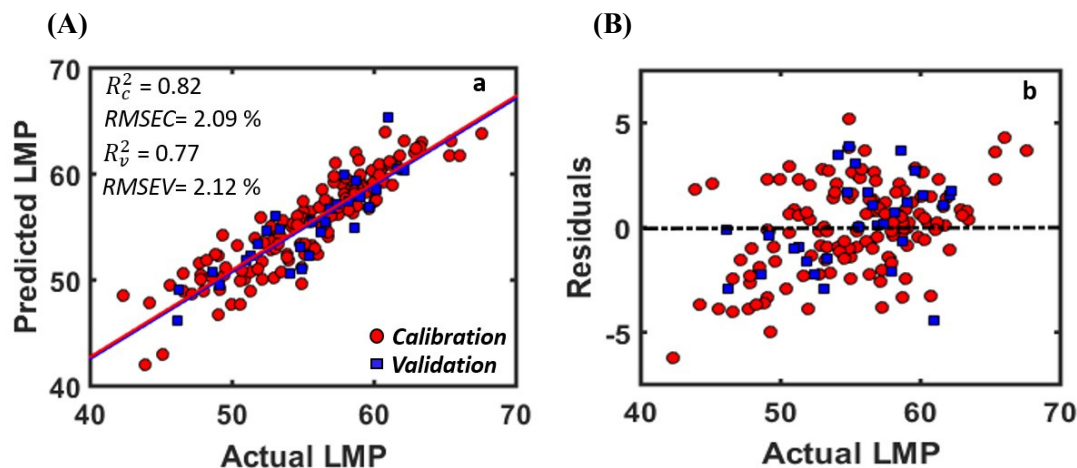 (A)
(B)
70
a
R²c = 0.82
RMSEC= 2.09 %
R²v = 0.77
RMSEV= 2.12 %
60
50
40
Predicted LMP
Calibration
Validation
40 50 60 70
Actual LMP
b
5
0
-5
Residuals
40 50 60 70
Actual LMP